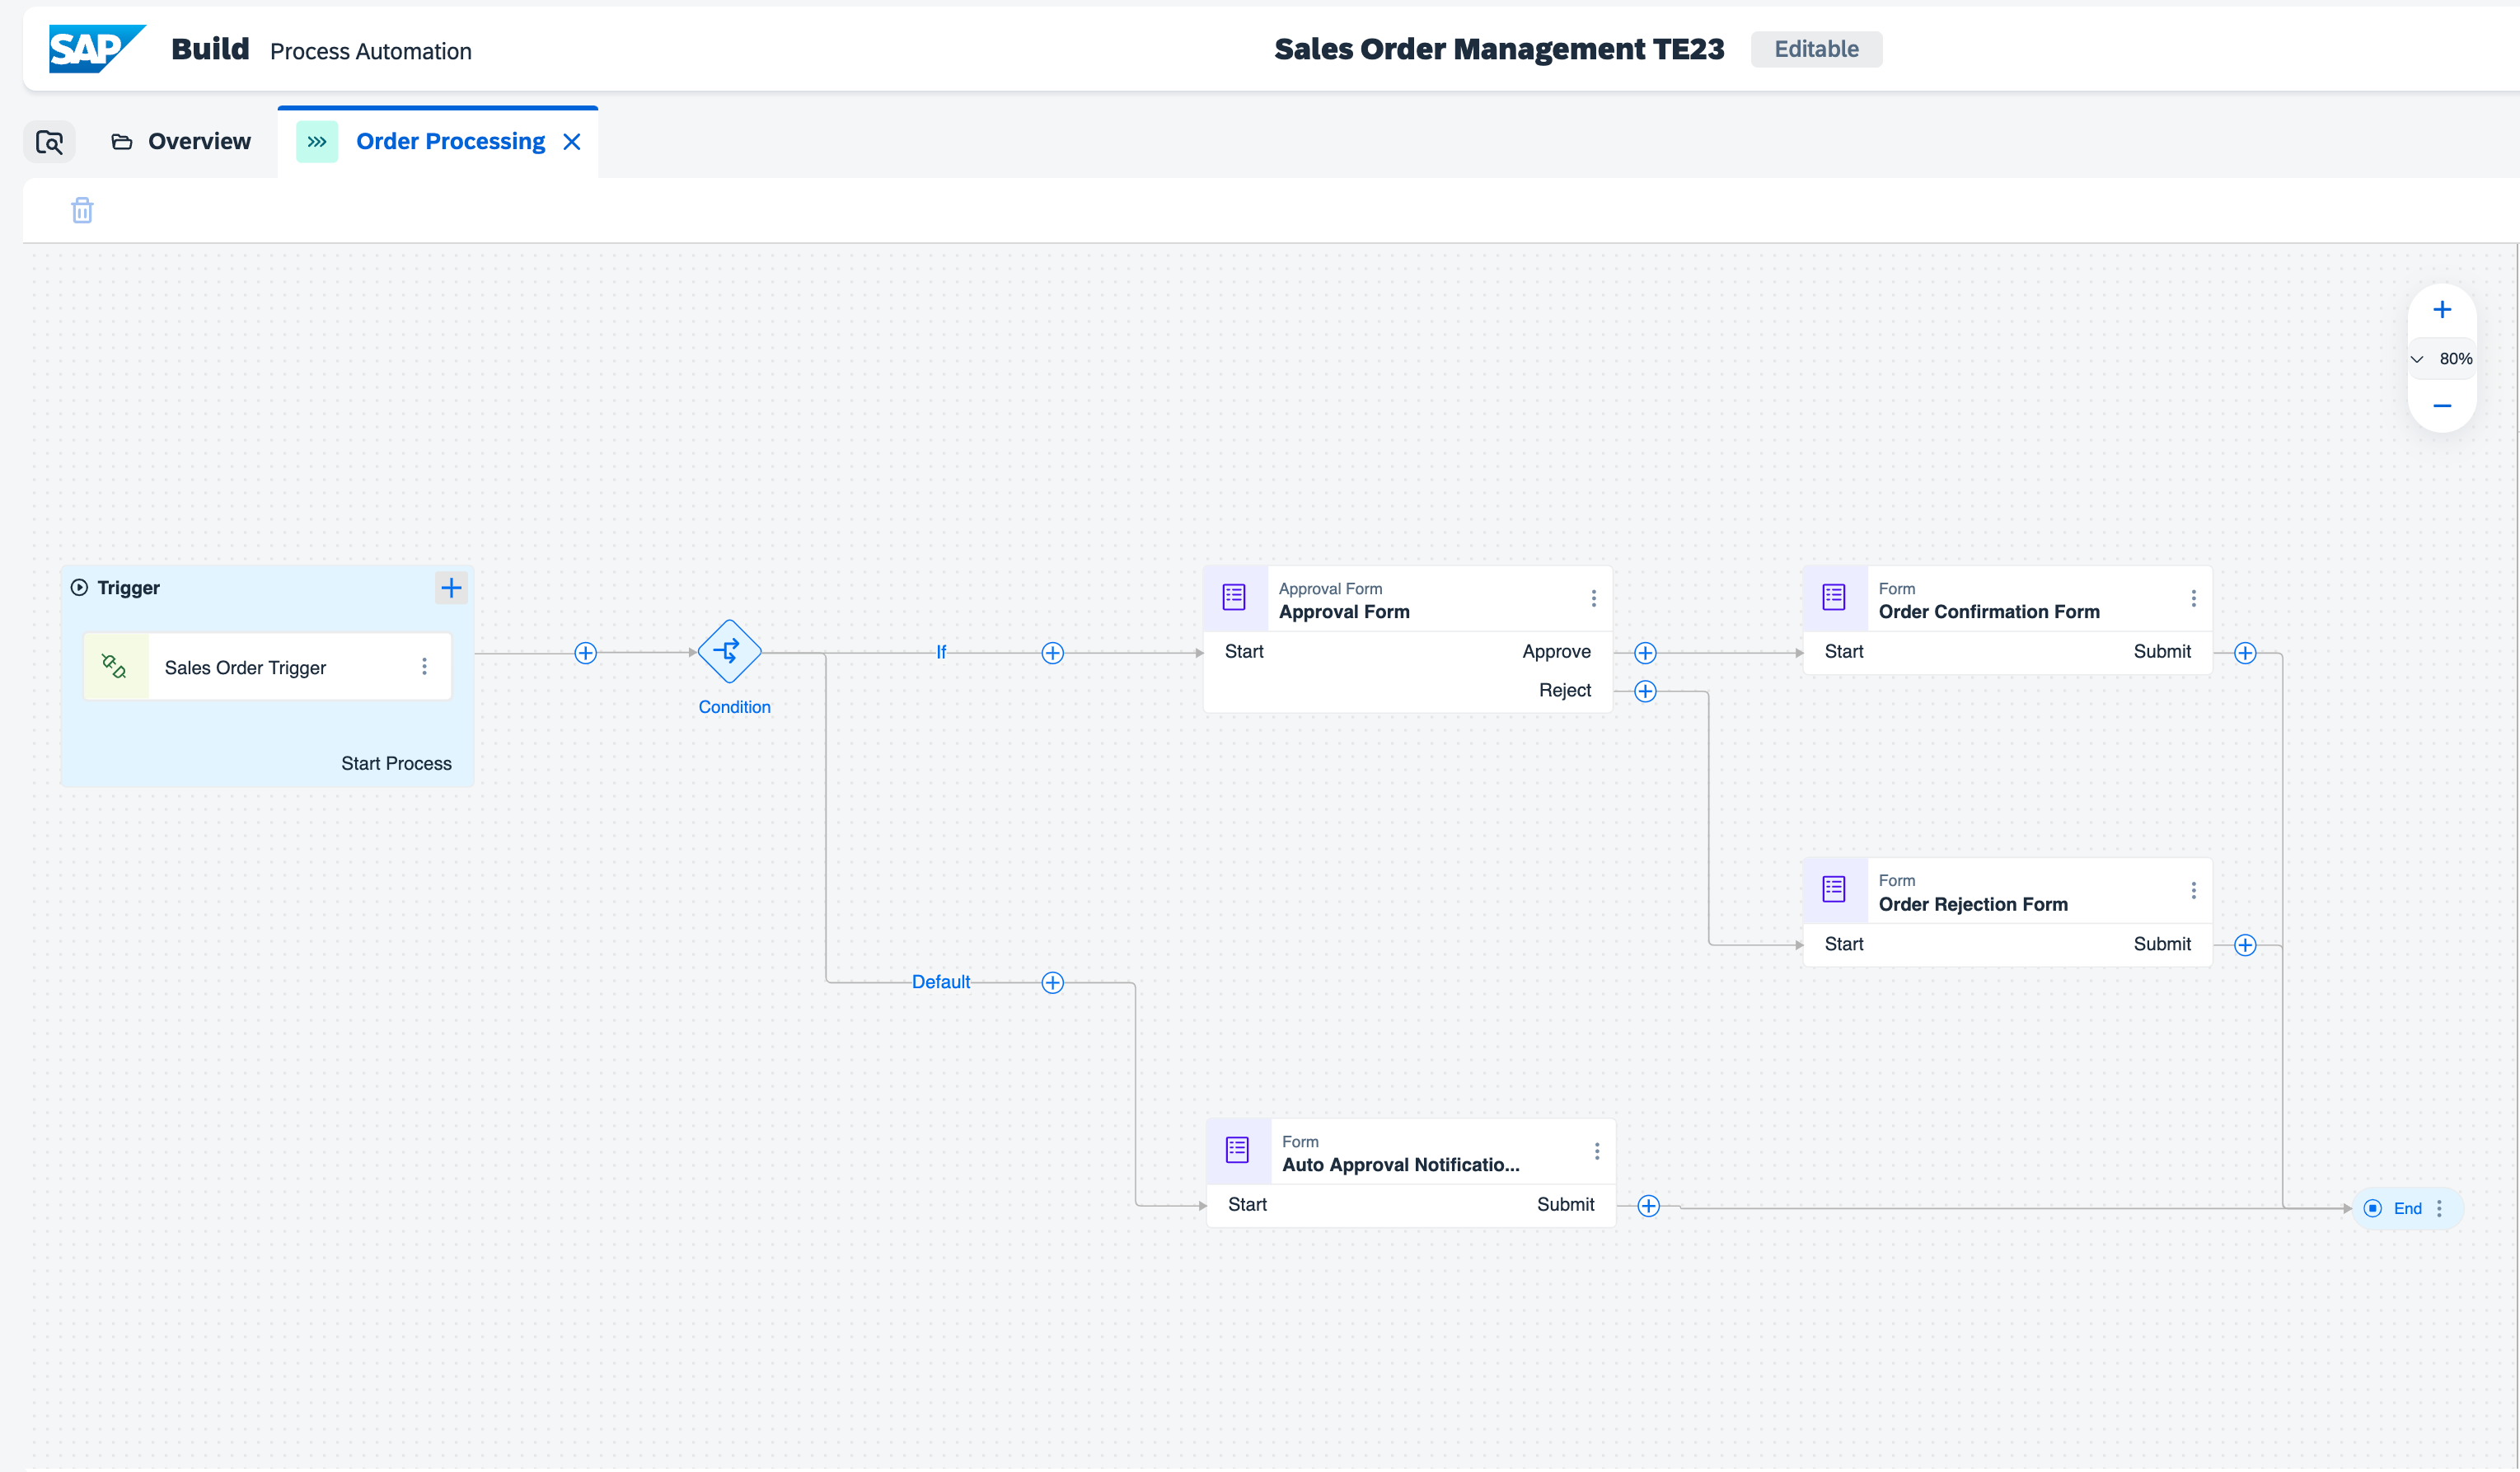 SAP Build Process Automation
Sales Order Management TE23 Editable
Overview
Order Processing
80%
Trigger
Sales Order Trigger
Start Process
Condition
If
Default
Approval Form
Approval Form
Start Approve
Reject
Form
Order Confirmation Form
Start Submit
Form
Order Rejection Form
Start Submit
Form
Auto Approval Notificatio...
Start Submit
End